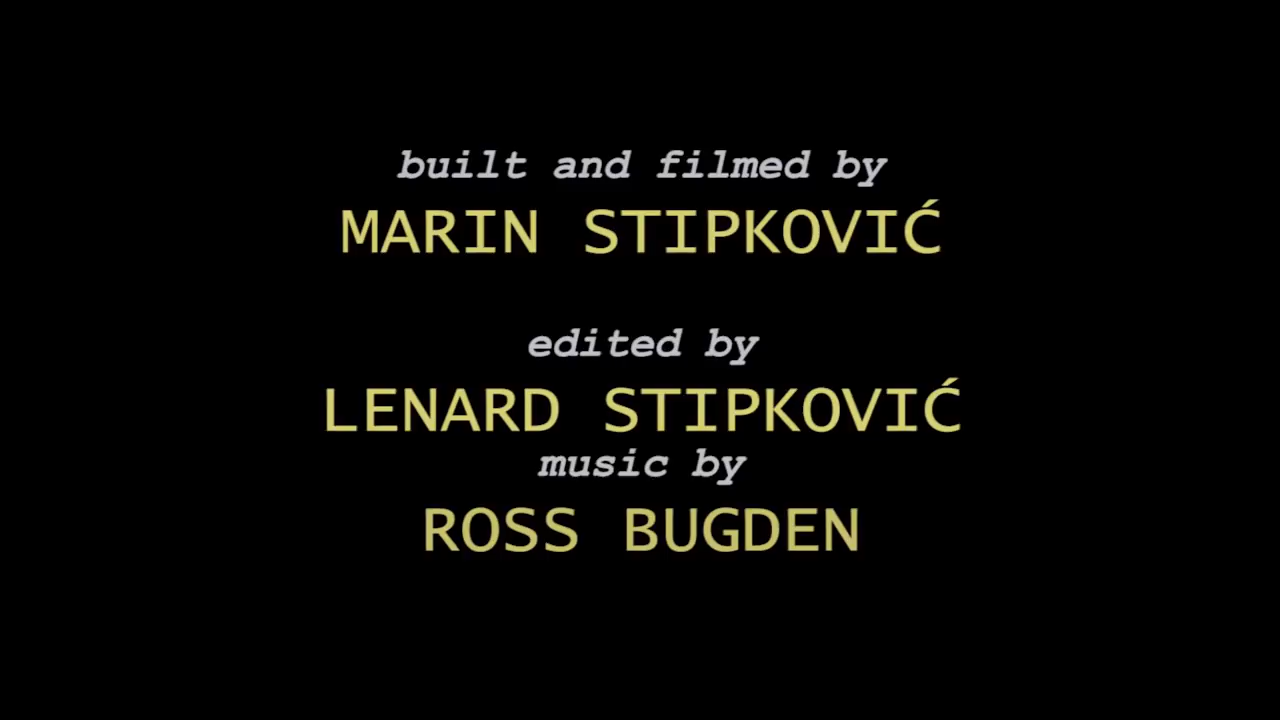 built and filmed by
MARIN STIPKOVIĆ
edited by
LENARD STIPKOVIĆ
music by
ROSS BUGDEN